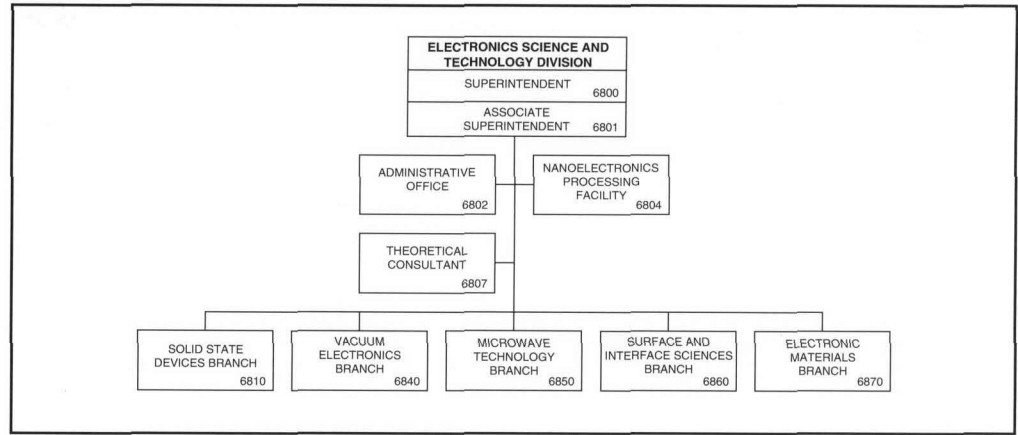 ELECTRONICS SCIENCE AND
TECHNOLOGY DIVISION
SUPERINTENDENT
6800
ASSOCIATE
SUPERINTENDENT 6801
ADMINISTRATIVE
OFFICE
6802
NANOELECTRONICS
PROCESSING
FACILITY
6804
THEORETICAL
CONSULTANT
6807
SOLID STATE
DEVICES BRANCH
6810
VACUUM
ELECTRONICS
BRANCH
6840
MICROWAVE
TECHNOLOGY
BRANCH
6850
SURFACE AND
INTERFACE SCIENCES
BRANCH
6860
ELECTRONIC
MATERIALS
BRANCH
6870